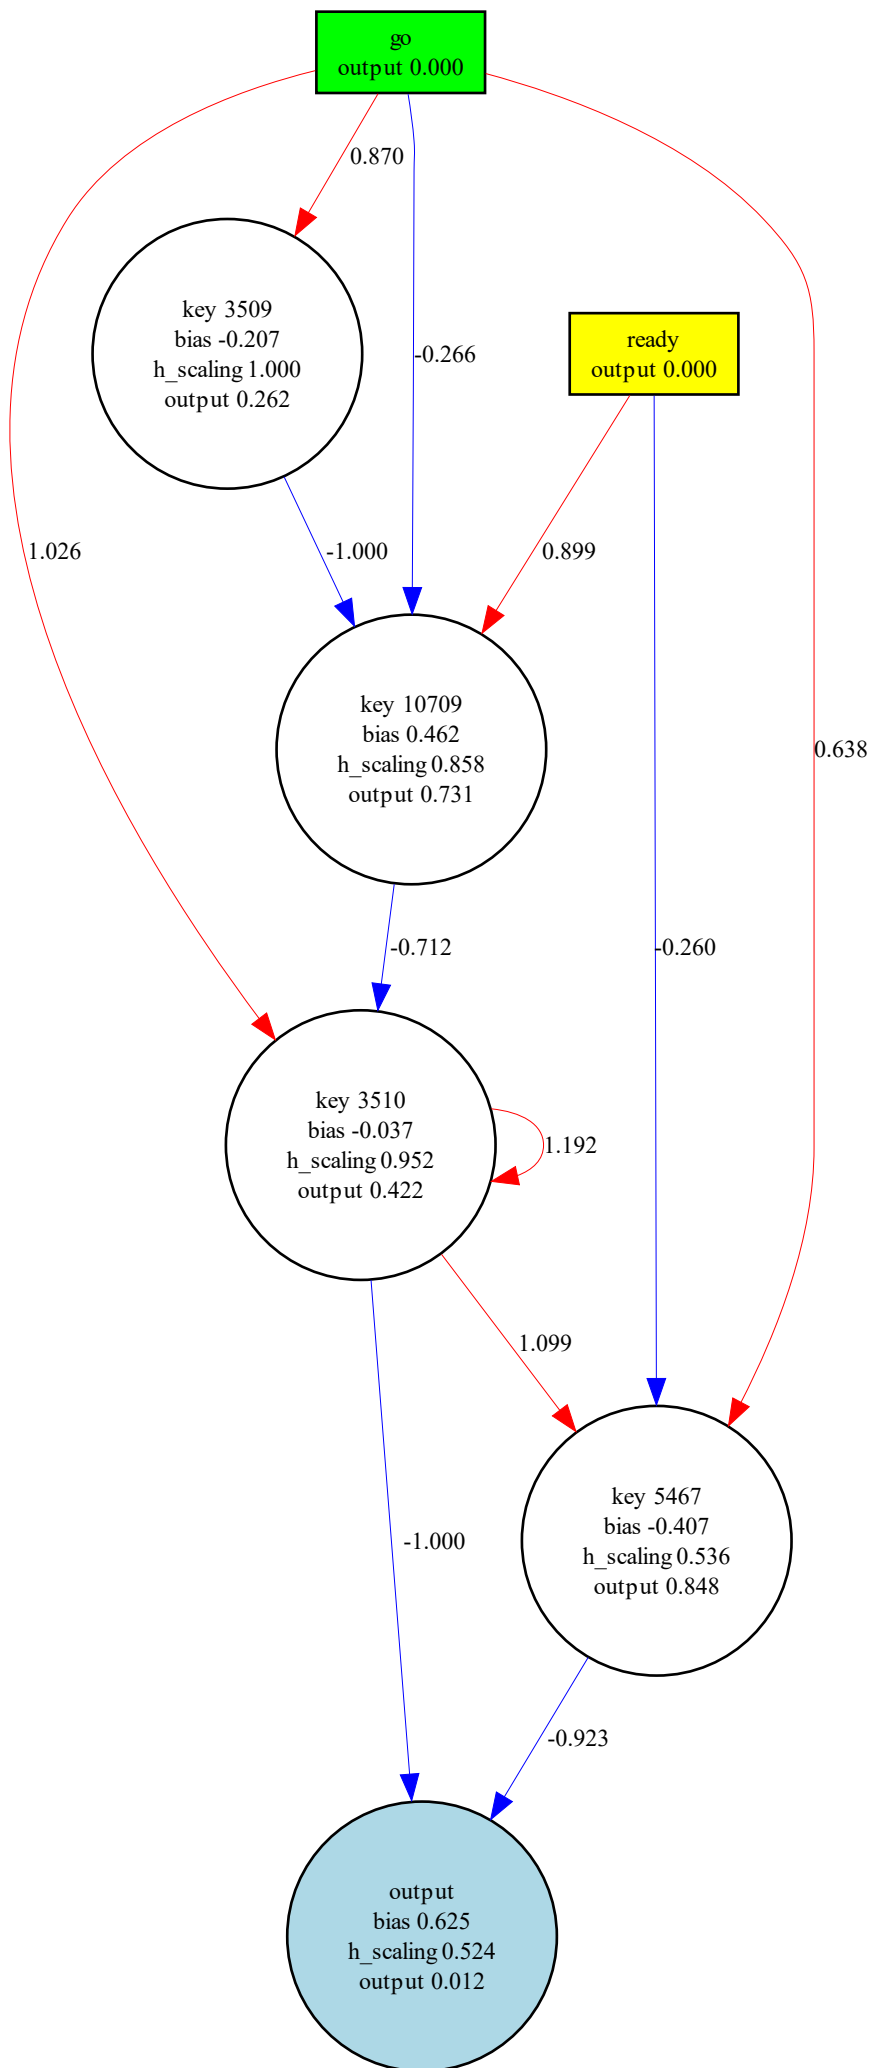 go
output 0.000
0.870
key 3509
bias -0.207
h_scaling 1.000
output 0.262
-0.266
ready
output 0.000
1.026
-1.000
0.899
key 10709
bias 0.462
h_scaling 0.858
output 0.731
0.638
-0.712
-0.260
key 3510
bias -0.037
h_scaling 0.952
output 0.422
1.192
1.099
key 5467
bias -0.407
h_scaling 0.536
output 0.848
-1.000
-0.923
output
bias 0.625
h_scaling 0.524
output 0.012